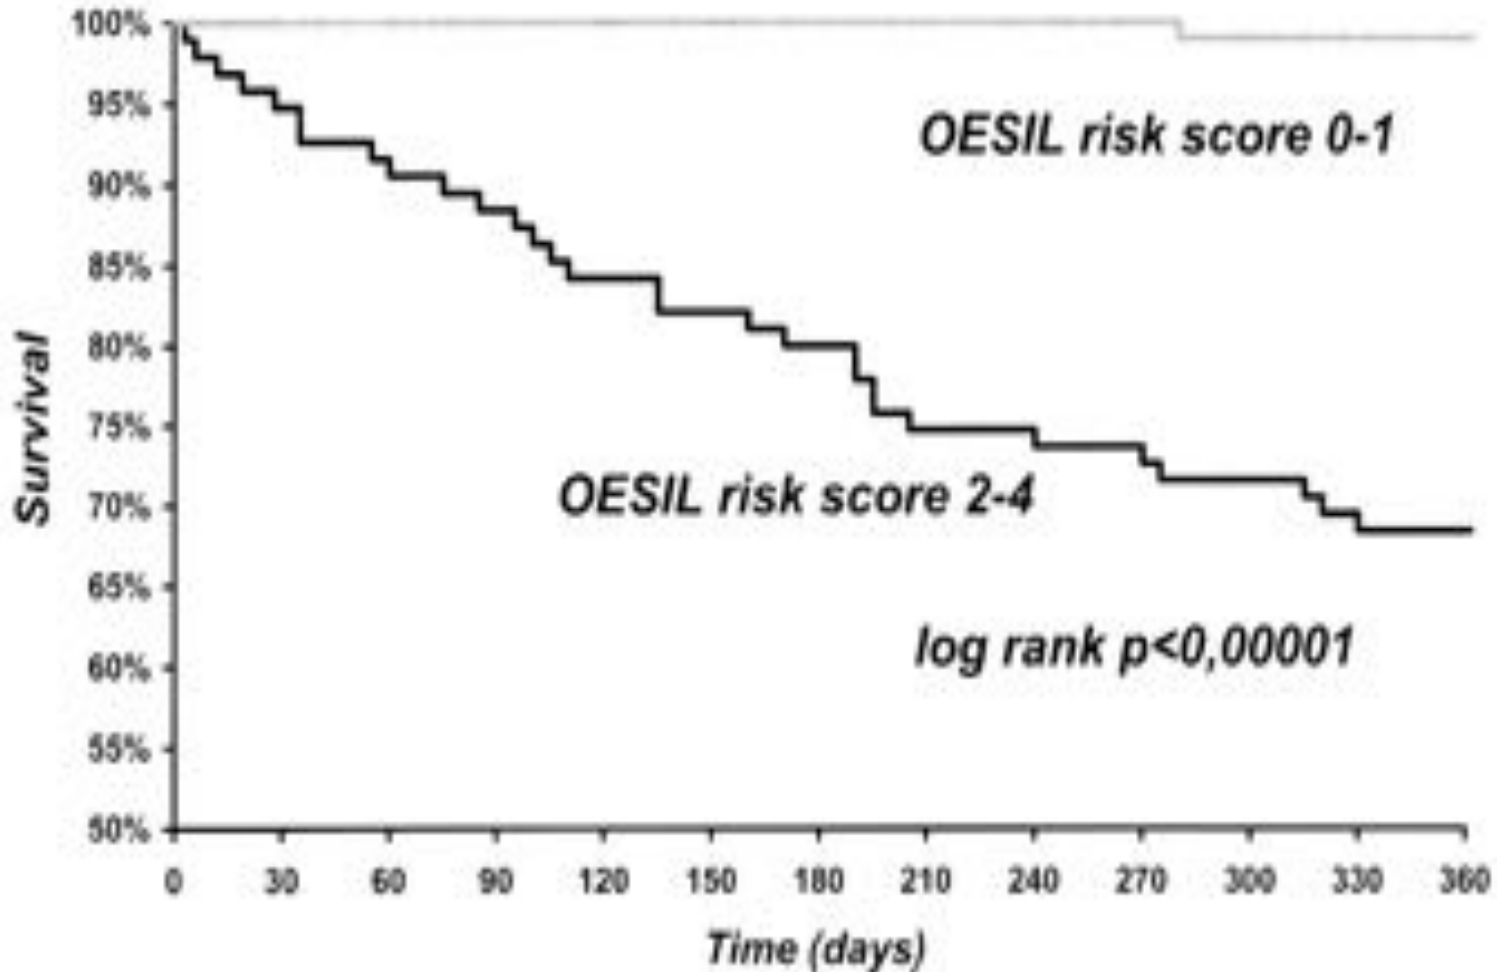 100%
95%
90%
85%
80%
75%
70%
65%
60%
55%
50%
Survival
OESIL risk score 0-1
OESIL risk score 2-4
log rank p<0,00001
0 30 60 90 120 150 180 210 240 270 300 330 360
Time (days)